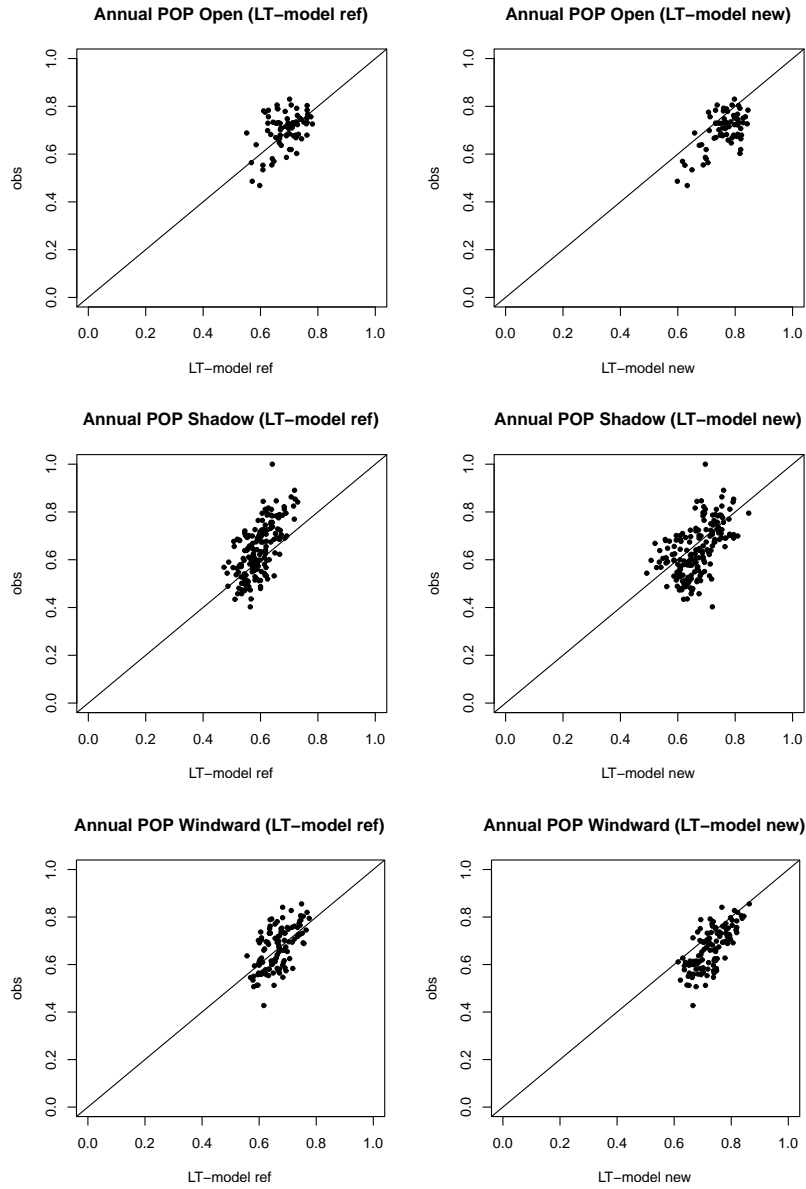 Annual POP Open (LT−model ref)
1.0
0.8
0.6
0.4
0.2
0.0
obs
0.0 0.2 0.4 0.6 0.8 1.0
LT−model ref
Annual POP Open (LT−model new)
1.0
0.8
0.6
0.4
0.2
0.0
obs
0.0 0.2 0.4 0.6 0.8 1.0
LT−model new
Annual POP Shadow (LT−model ref)
1.0
0.8
0.6
0.4
0.2
0.0
obs
0.0 0.2 0.4 0.6 0.8 1.0
LT−model ref
Annual POP Shadow (LT−model new)
1.0
0.8
0.6
0.4
0.2
0.0
obs
0.0 0.2 0.4 0.6 0.8 1.0
LT−model new
Annual POP Windward (LT−model ref)
1.0
0.8
0.6
0.4
0.2
0.0
obs
0.0 0.2 0.4 0.6 0.8 1.0
LT−model ref
Annual POP Windward (LT−model new)
1.0
0.8
0.6
0.4
0.2
0.0
obs
0.0 0.2 0.4 0.6 0.8 1.0
LT−model new